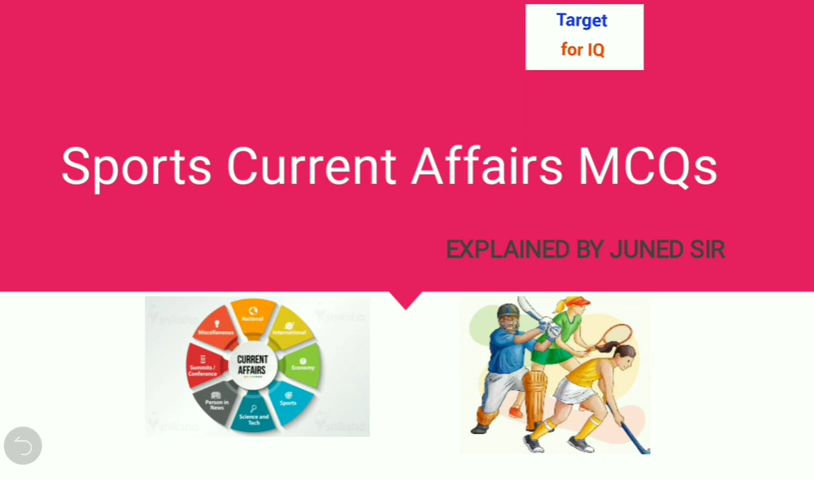 Target
for IQ
Sports Current Affairs MCQs
EXPLAINED BY JUNED SIR
National
Miscellaneous
International
CURRENT
AFFAIRS
Summits /
Conference
Economy
Person in
News
Sports
Science and
Tech